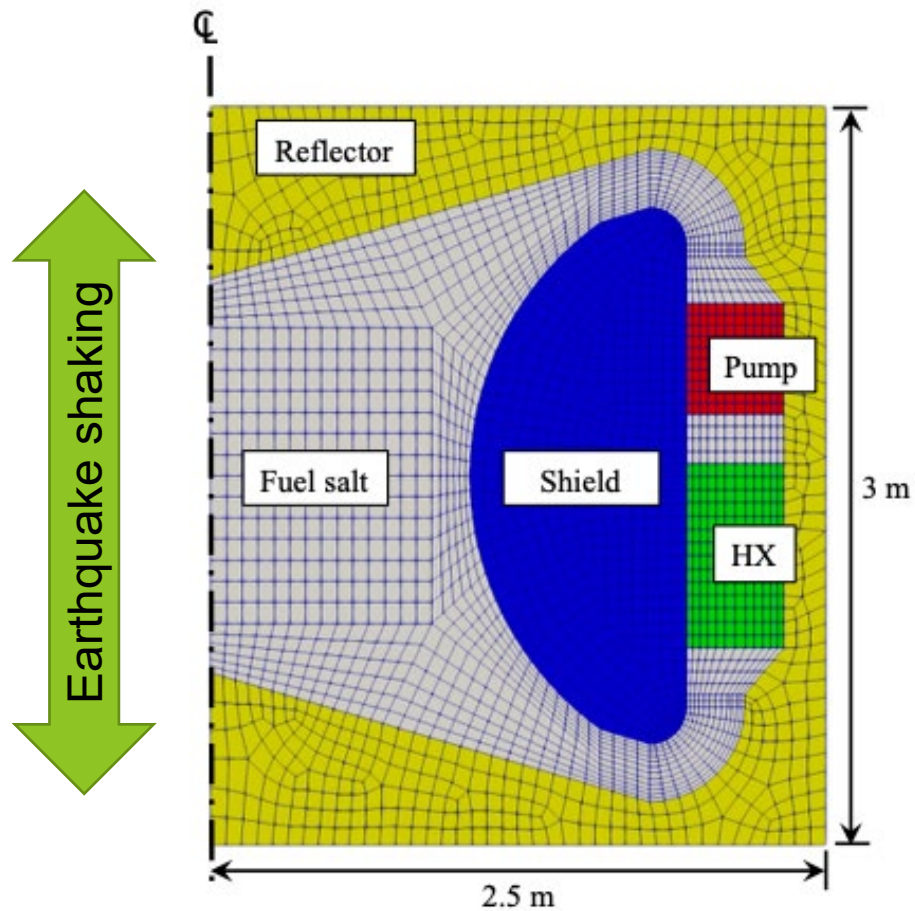 ℄
Reflector
Earthquake shaking
Pump
Fuel salt
Shield
3 m
HX
2.5 m